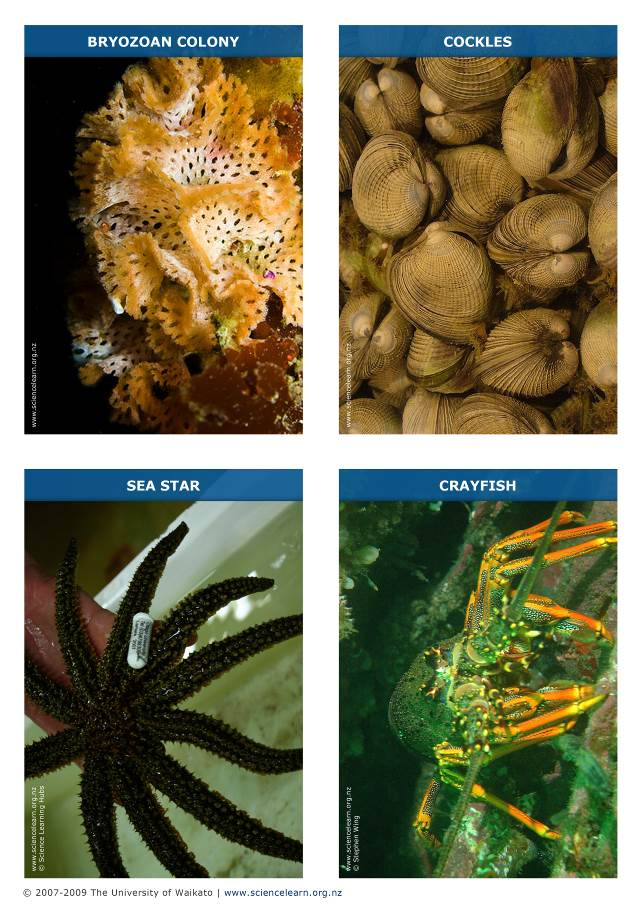 BRYOZOAN COLONY
COCKLES
www.sciencelearn.org.nz
www.sciencelearn.org.nz
SEA STAR
CRAYFISH
www.sciencelearn.org.nz
© Science Learning Hubs
www.sciencelearn.org.nz
© Stephen Wing
© 2007-2009 The University of Waikato | www.sciencelearn.org.nz